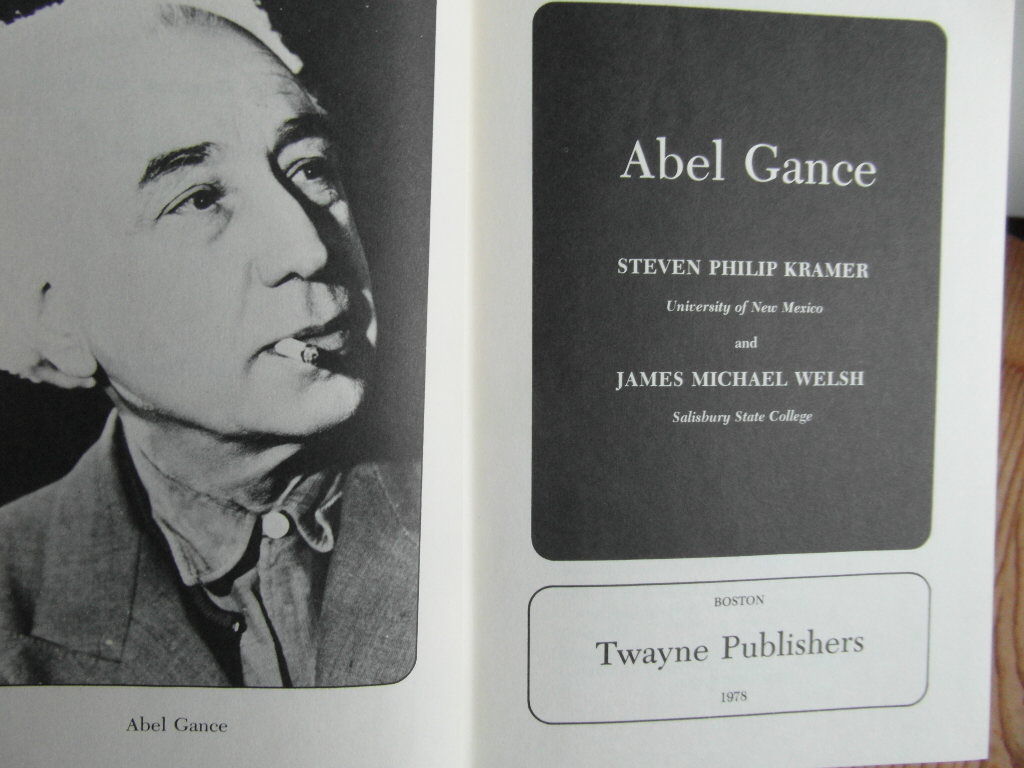 Abel Gance
Abel Gance
STEVEN PHILIP KRAMER
University of New Mexico
and
JAMES MICHAEL WELSH
Salisbury State College
BOSTON
Twayne Publishers
1978